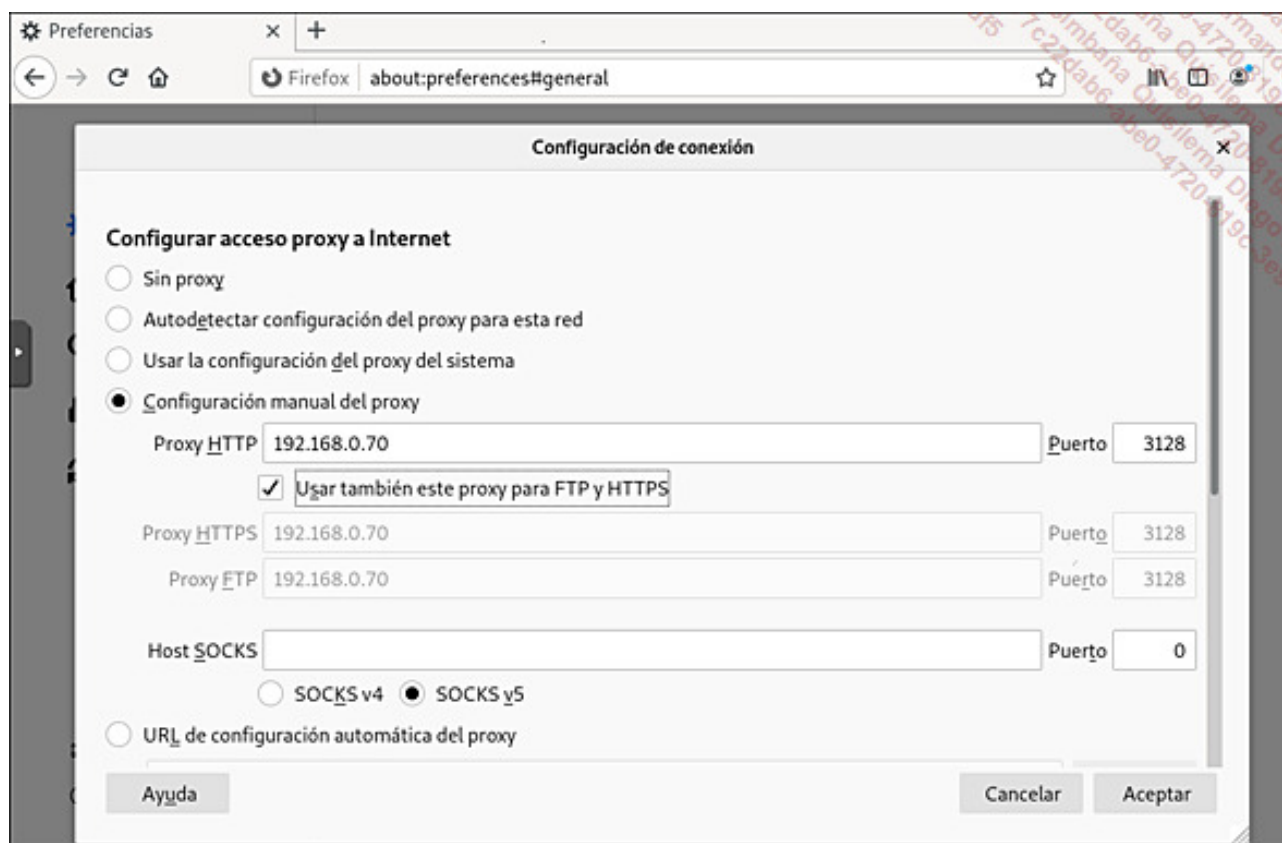 Preferencias
Firefox about:preferences#general
Configuración de conexión
Configurar acceso proxy a Internet
Sin proxy
Autodetectar configuración del proxy para esta red
Usar la configuración del proxy del sistema
Configuración manual del proxy
Proxy HTTP 192.168.0.70 Puerto 3128
Usar también este proxy para FTP y HTTPS
Proxy HTTPS 192.168.0.70 Puerto 3128
Proxy FTP 192.168.0.70 Puerto 3128
Host SOCKS Puerto 0
SOCKS v4 SOCKS v5
URL de configuración automática del proxy
Ayuda Cancelar Aceptar